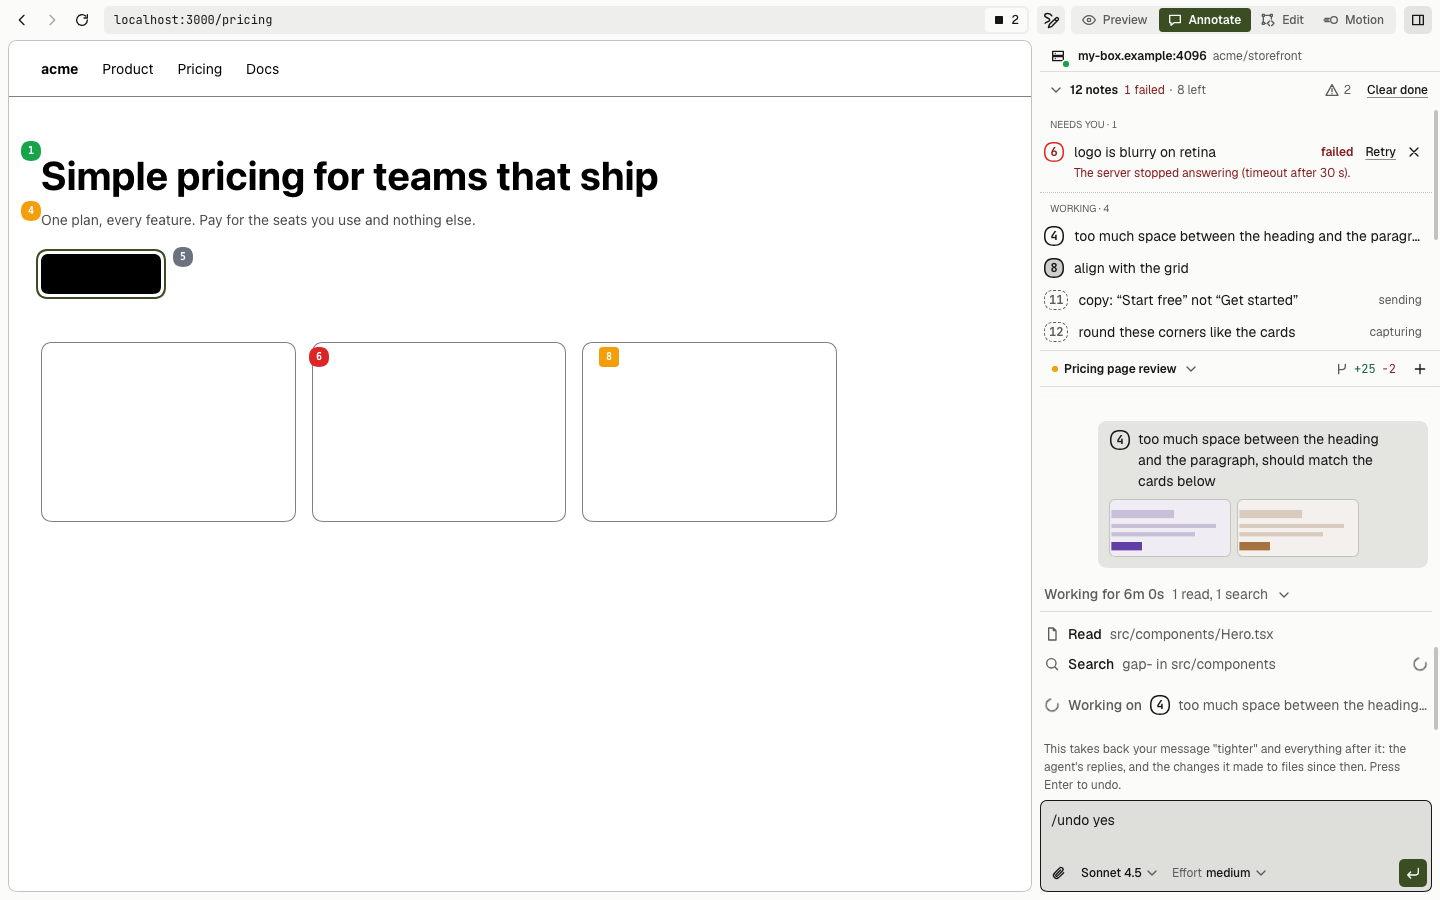 localhost:3000/pricing
2
Preview
Annotate
Edit
Motion
acme
Product
Pricing
Docs
1
Simple pricing for teams that ship
4
One plan, every feature. Pay for the seats you use and nothing else.
5
6
8
my-box.example:4096 acme/storefront
12 notes 1 failed · 8 left
2
Clear done
NEEDS YOU · 1
6 logo is blurry on retina failed Retry
The server stopped answering (timeout after 30 s).
WORKING · 4
4 too much space between the heading and the paragr…
8 align with the grid
11 copy: “Start free” not “Get started” sending
12 round these corners like the cards capturing
Pricing page review +25 -2
4 too much space between the heading
and the paragraph, should match the
cards below
Working for 6m 0s 1 read, 1 search
Read src/components/Hero.tsx
Search gap- in src/components
Working on 4 too much space between the heading…
This takes back your message "tighter" and everything after it: the
agent's replies, and the changes it made to files since then. Press
Enter to undo.
/undo yes
Sonnet 4.5 Effort medium